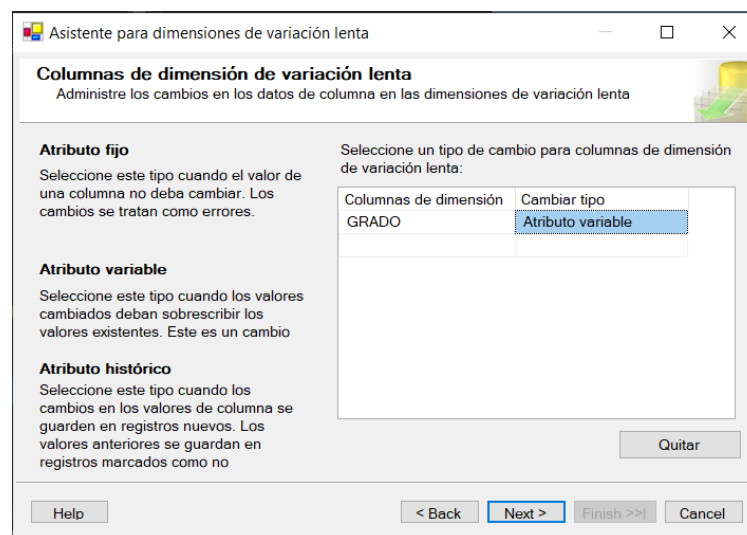 Asistente para dimensiones de variación lenta
Columnas de dimensión de variación lenta
Administre los cambios en los datos de columna en las dimensiones de variación lenta
Atributo fijo
Seleccione este tipo cuando el valor de
una columna no deba cambiar. Los
cambios se tratan como errores.
Atributo variable
Seleccione este tipo cuando los valores
cambiados deban sobrescribir los
valores existentes. Este es un cambio
Atributo histórico
Seleccione este tipo cuando los
cambios en los valores de columna se
guarden en registros nuevos. Los
valores anteriores se guardan en
registros marcados como no
Seleccione un tipo de cambio para columnas de dimensión
de variación lenta:
Columnas de dimensión Cambiar tipo
GRADO Atributo variable
Quitar
Help < Back Next > Finish >>| Cancel